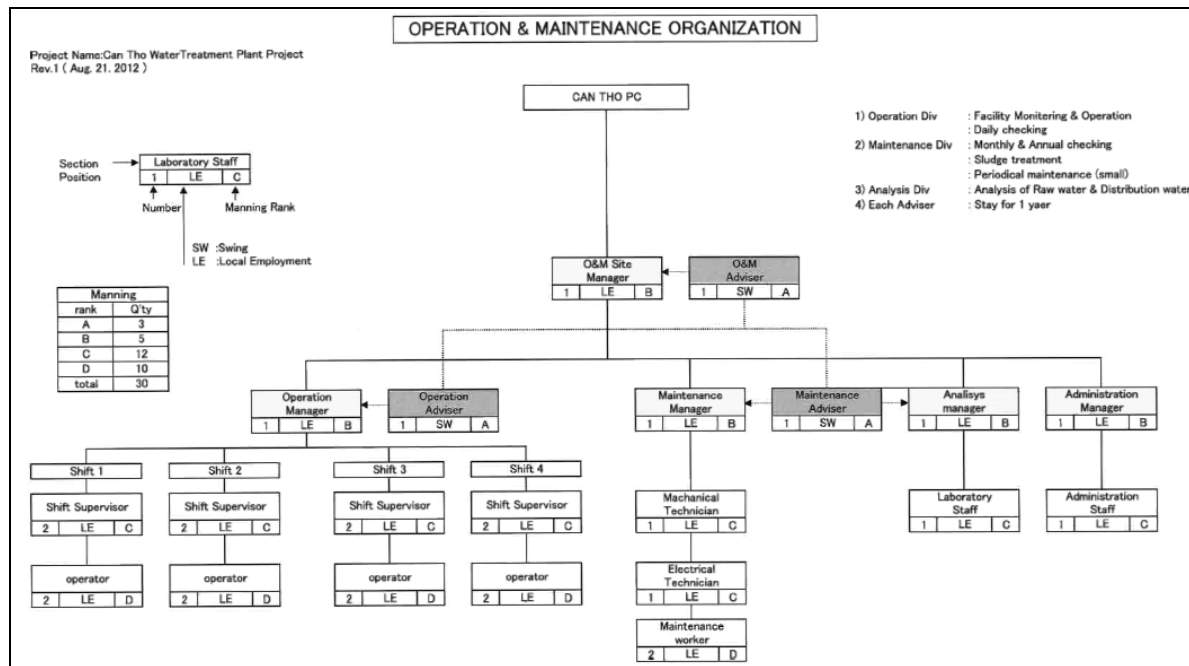 OPERATION & MAINTENANCE ORGANIZATION
Project Name:Can Tho WaterTreatment Plant Project
Rev.1 ( Aug. 21. 2012 )
CAN THO PC
1) Operation Div : Facility Monitering & Operation
: Daily checking
2) Maintenance Div : Monthly & Annual checking
: Sludge treatment
: Periodical maintenance (small)
3) Analysis Div : Analysis of Raw water & Distribution water
4) Each Adviser : Stay for 1 yaer
Section
Position
Laboratory Staff
1 LE C
Number
Manning Rank
SW :Swing
LE :Local Employment
Manning
rank Q'ty
A 3
B 5
C 12
D 10
total 30
O&M Site
Manager
1 LE B
O&M
Adviser
1 SW A
Operation
Manager
1 LE B
Operation
Adviser
1 SW A
Maintenance
Manager
1 LE B
Maintenance
Adviser
1 SW A
Analisys
manager
1 LE B
Administration
Manager
1 LE B
Shift 1
Shift Supervisor
2 LE C
operator
2 LE D
Shift 2
Shift Supervisor
2 LE C
operator
2 LE D
Shift 3
Shift Supervisor
2 LE C
operator
2 LE D
Shift 4
Shift Supervisor
2 LE C
operator
2 LE D
Machanical
Technician
1 LE C
Electrical
Technician
1 LE C
Maintenance
worker
2 LE D
Laboratory
Staff
1 LE C
Administration
Staff
1 LE C